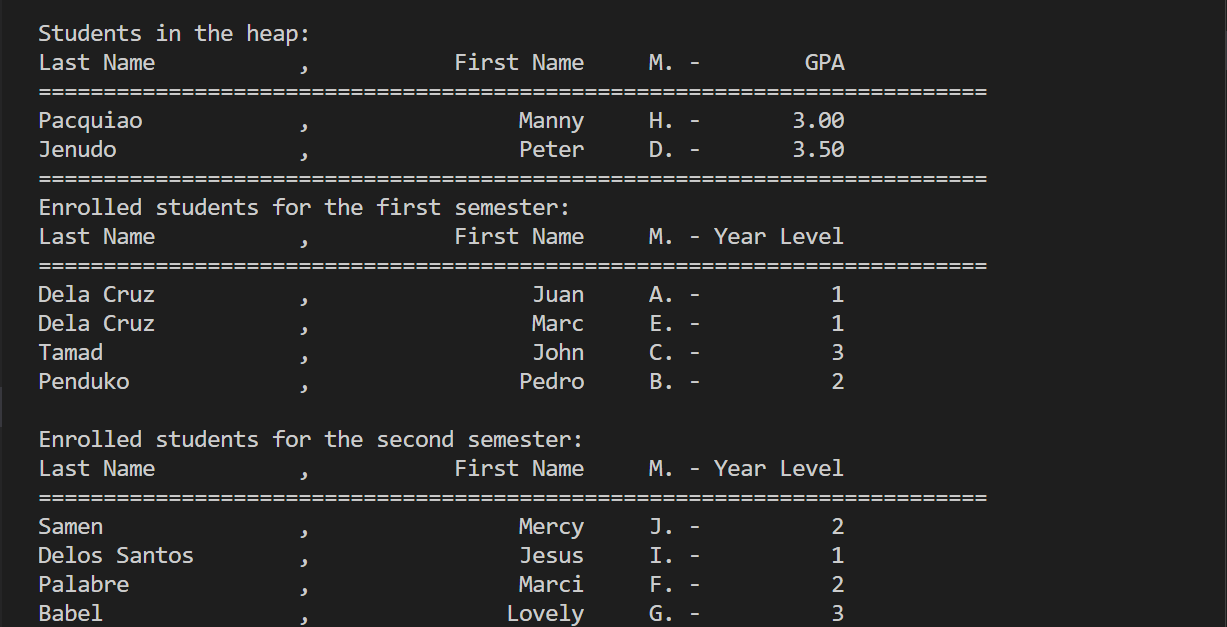 Students in the heap:
Last Name           ,           First Name     M. -        GPA
=========================================================================
Pacquiao            ,                Manny     H. -       3.00
Jenudo              ,                Peter     D. -       3.50
=========================================================================
Enrolled students for the first semester:
Last Name           ,           First Name     M. - Year Level
=========================================================================
Dela Cruz           ,                 Juan     A. -          1
Dela Cruz           ,                 Marc     E. -          1
Tamad               ,                 John     C. -          3
Penduko             ,                Pedro     B. -          2
Enrolled students for the second semester:
Last Name           ,           First Name     M. - Year Level
=========================================================================
Samen               ,                Mercy     J. -          2
Delos Santos        ,                Jesus     I. -          1
Palabre             ,                Marci     F. -          2
Babel               ,               Lovely     G. -          3